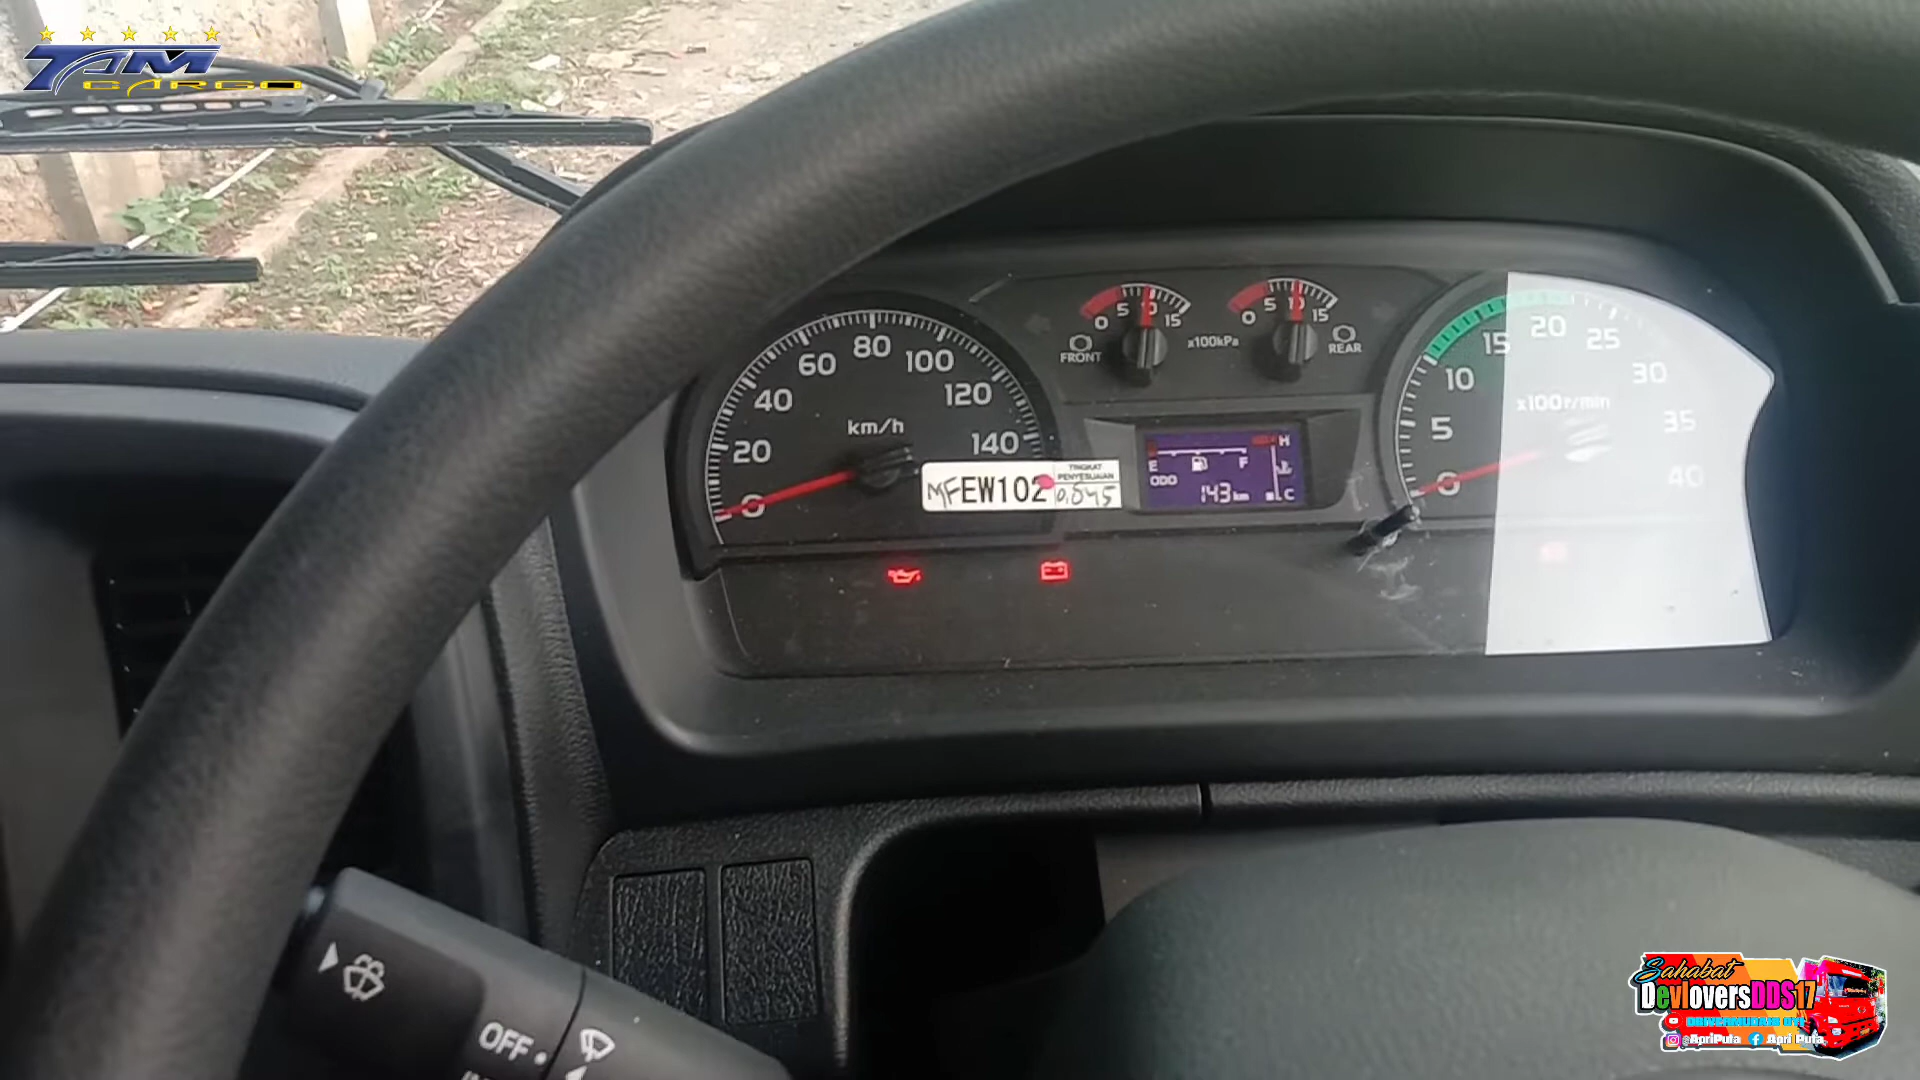 TAM
CARGO
0 5 10 15
FRONT
x100kPa
0 5 10 15
REAR
0 20 40 60 80 100 120 140
km/h
MFEW102
TINGKAT
PENYESUAIAN
0,645
E F
H
C
ODO
143 km
0 5 10 15 20 25 30 35 40
x100r/min
OFF
Sahabat
DevloversDDS17
@ApriPuta Apri Puta